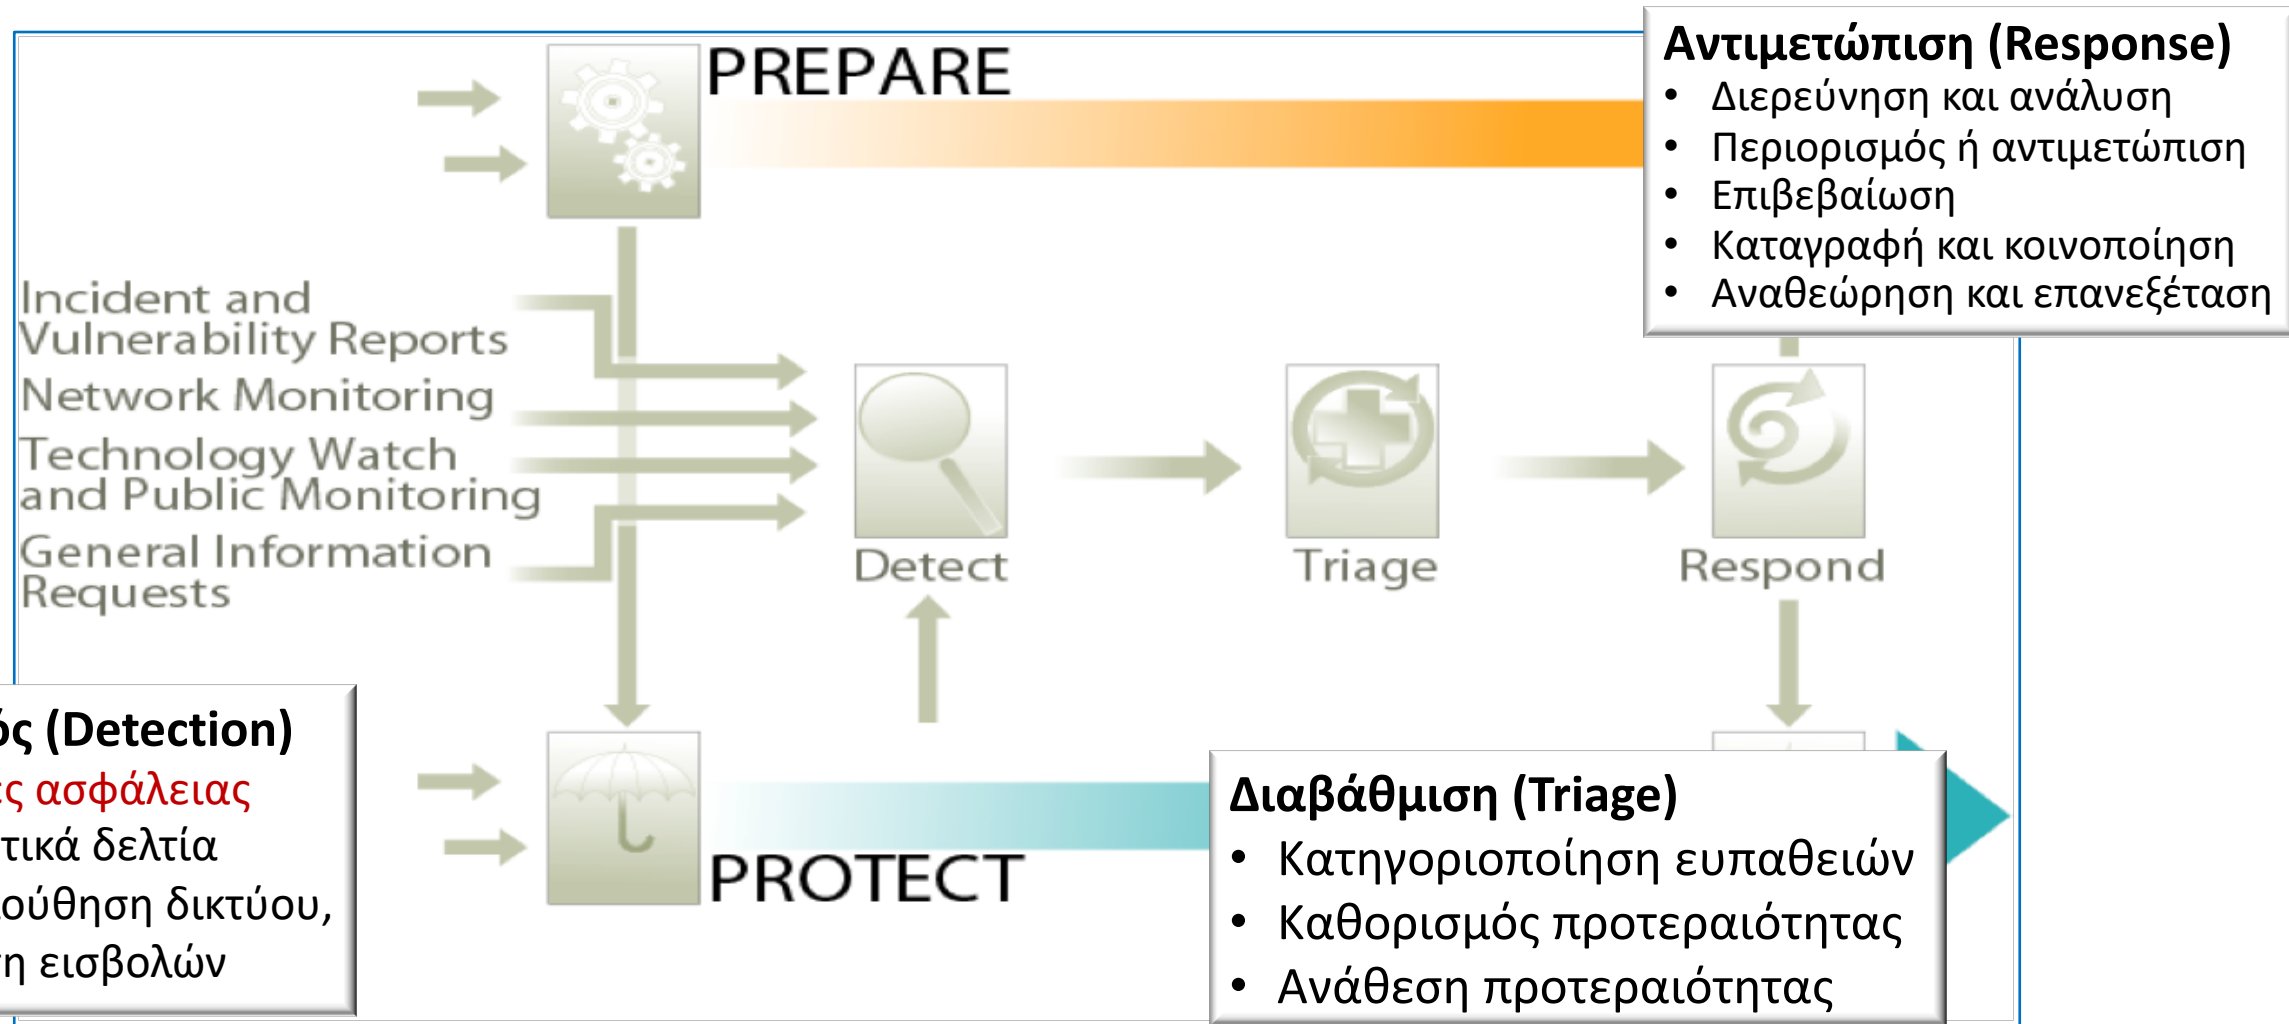 PREPARE
Αντιμετώπιση (Response)
• Διερεύνηση και ανάλυση
• Περιορισμός ή αντιμετώπιση
• Επιβεβαίωση
• Καταγραφή και κοινοποίηση
• Αναθεώρηση και επανεξέταση
Incident and
Vulnerability Reports
Network Monitoring
Technology Watch
and Public Monitoring
General Information
Requests
Detect
Triage
Respond
(Detection)
ασφάλειας
δελτία
δικτύου,
εισβολών
PROTECT
Διαβάθμιση (Triage)
• Κατηγοριοποίηση ευπαθειών
• Καθορισμός προτεραιότητας
• Ανάθεση προτεραιότητας